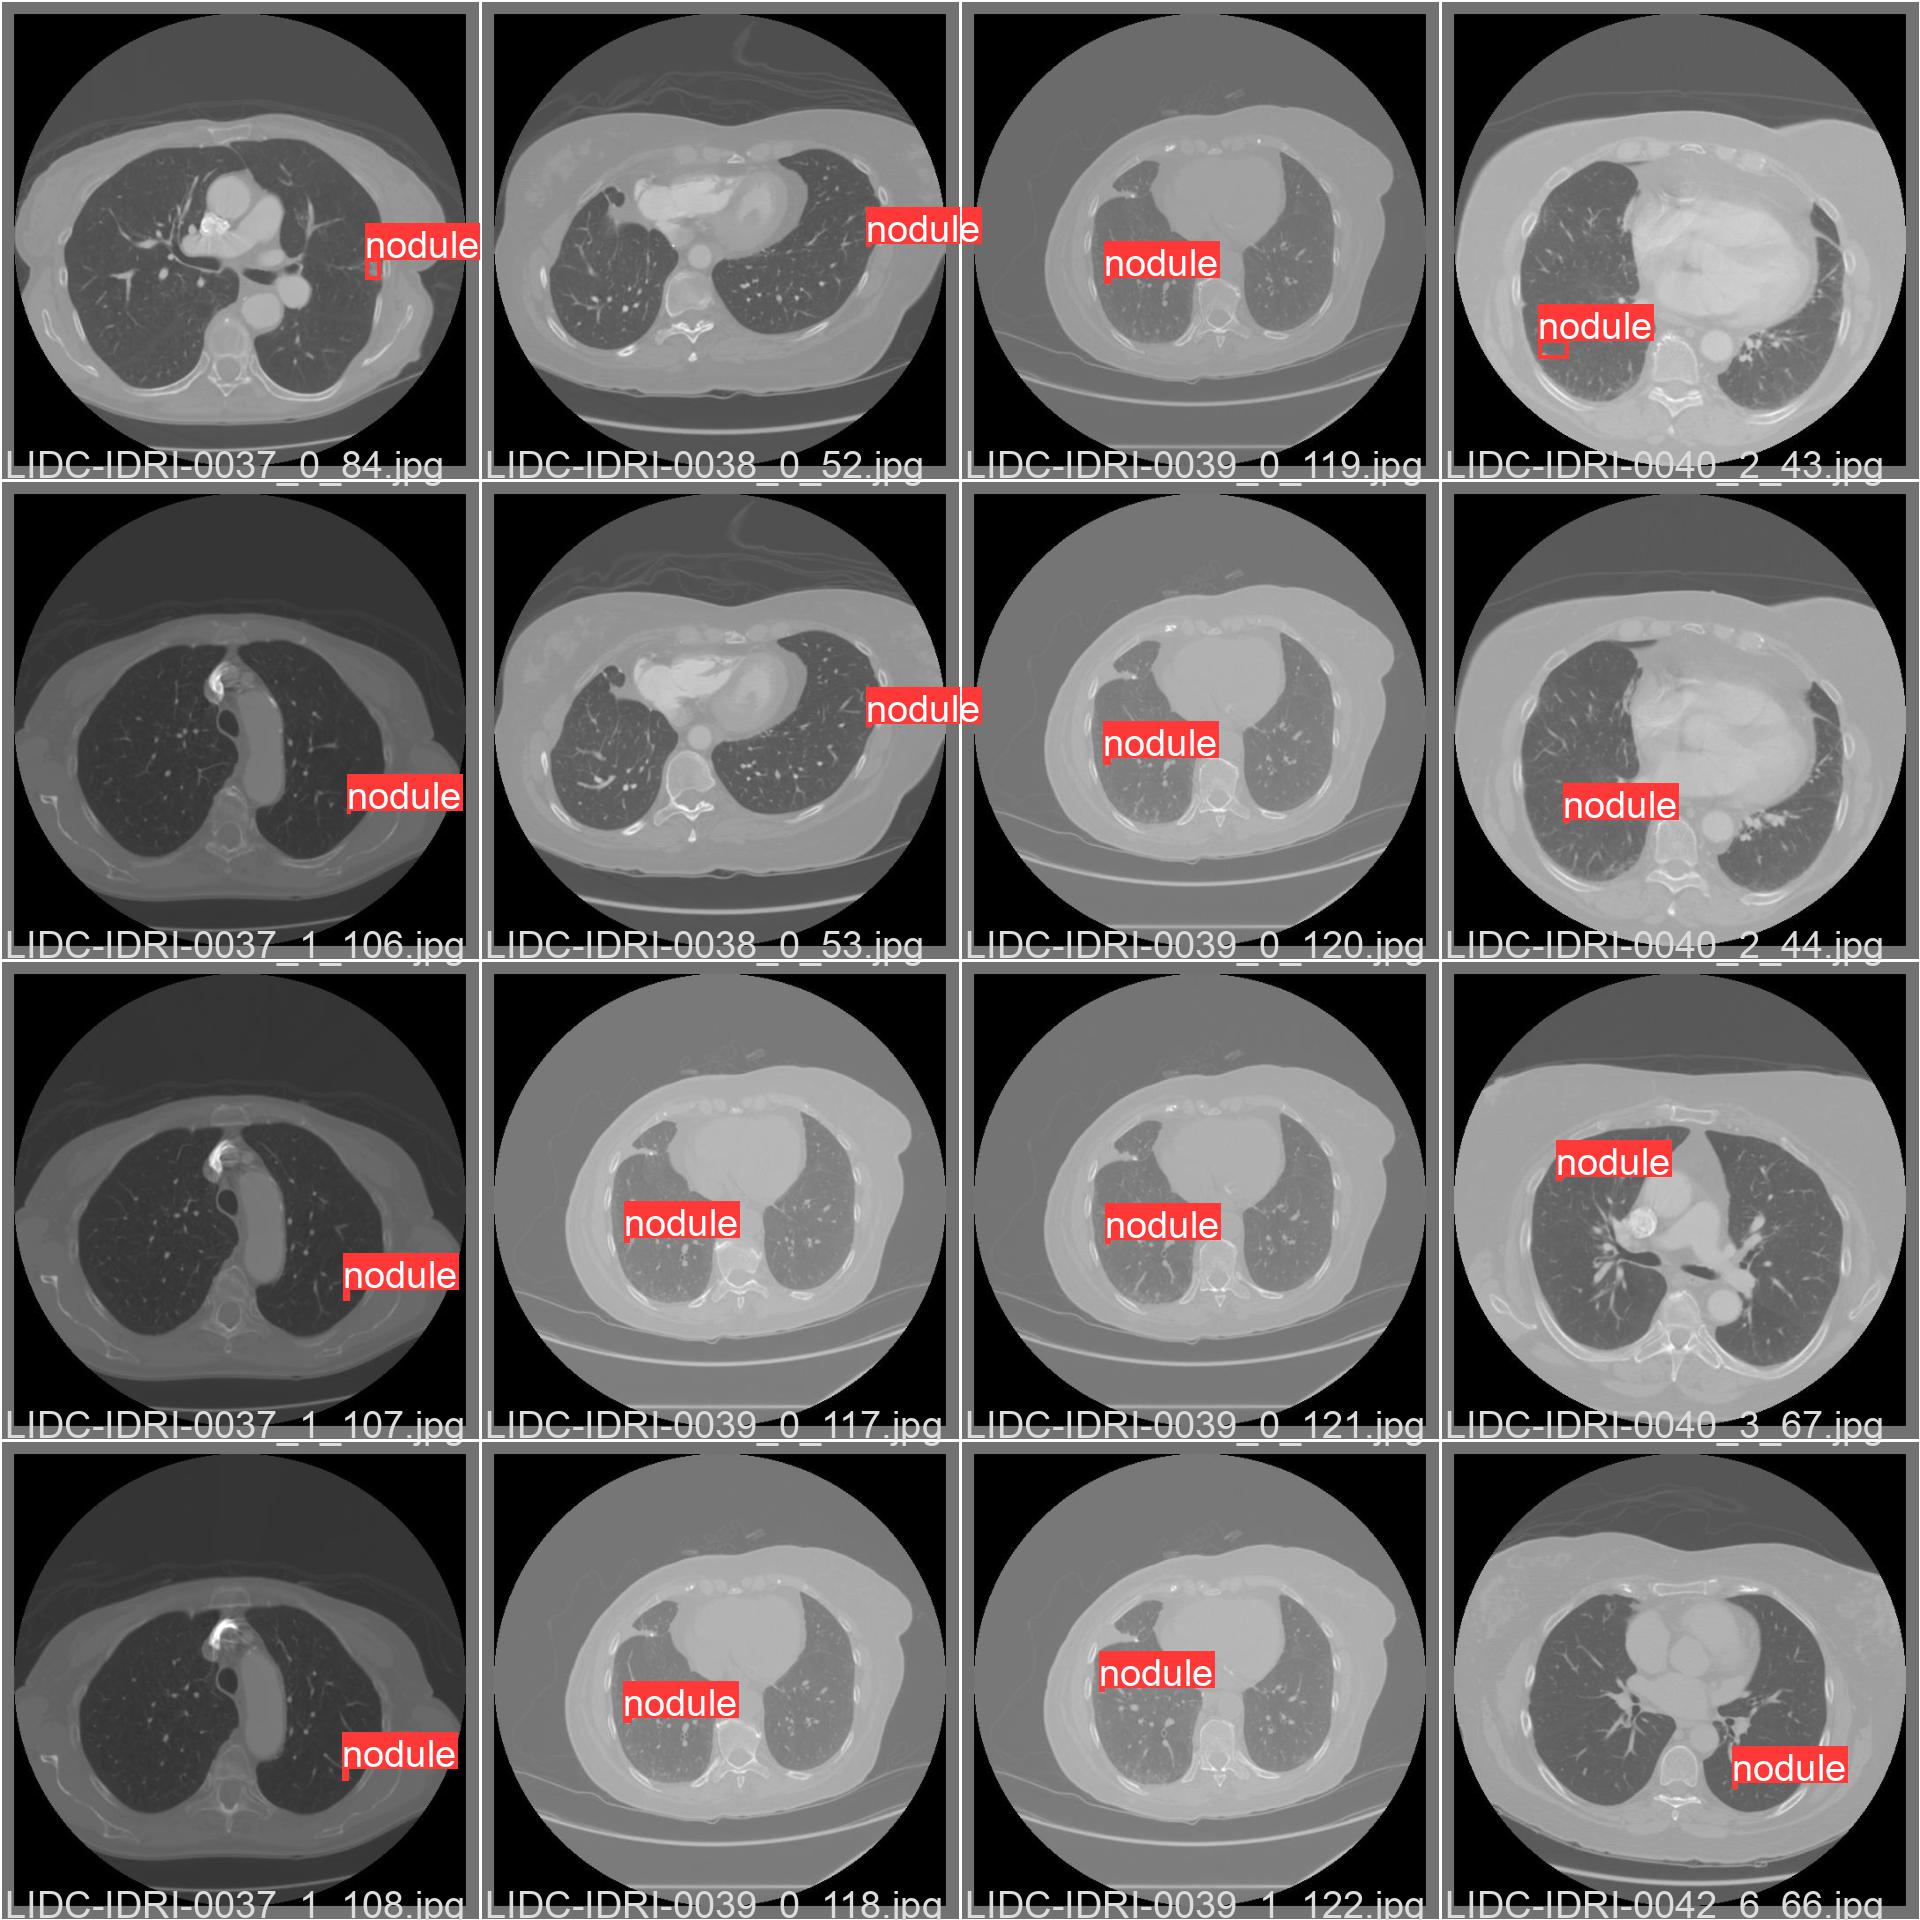 nodule
nodule
nodule
nodule
LIDC-IDRI-0037_0_84.jpg
LIDC-IDRI-0038_0_52.jpg
LIDC-IDRI-0039_0_119.jpg
LIDC-IDRI-0040_2_43.jpg
nodule
nodule
nodule
nodule
LIDC-IDRI-0037_1_106.jpg
LIDC-IDRI-0038_0_53.jpg
LIDC-IDRI-0039_0_120.jpg
LIDC-IDRI-0040_2_44.jpg
nodule
nodule
nodule
nodule
LIDC-IDRI-0037_1_107.jpg
LIDC-IDRI-0039_0_117.jpg
LIDC-IDRI-0039_0_121.jpg
LIDC-IDRI-0040_3_67.jpg
nodule
nodule
nodule
nodule
LIDC-IDRI-0037_1_108.jpg
LIDC-IDRI-0039_0_118.jpg
LIDC-IDRI-0039_1_122.jpg
LIDC-IDRI-0042_6_66.jpg